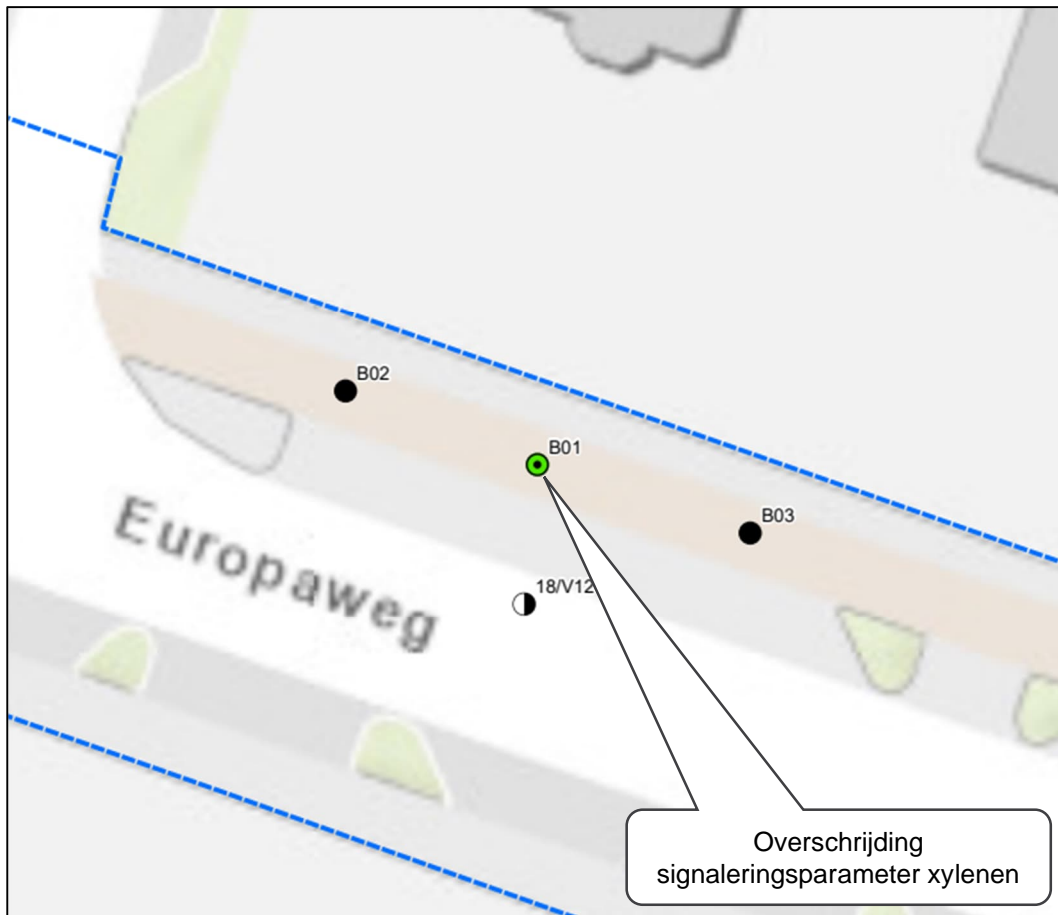 B02
B01
B03
Europaweg
18/V12
Overschrijding
signaleringsparameter xylenen